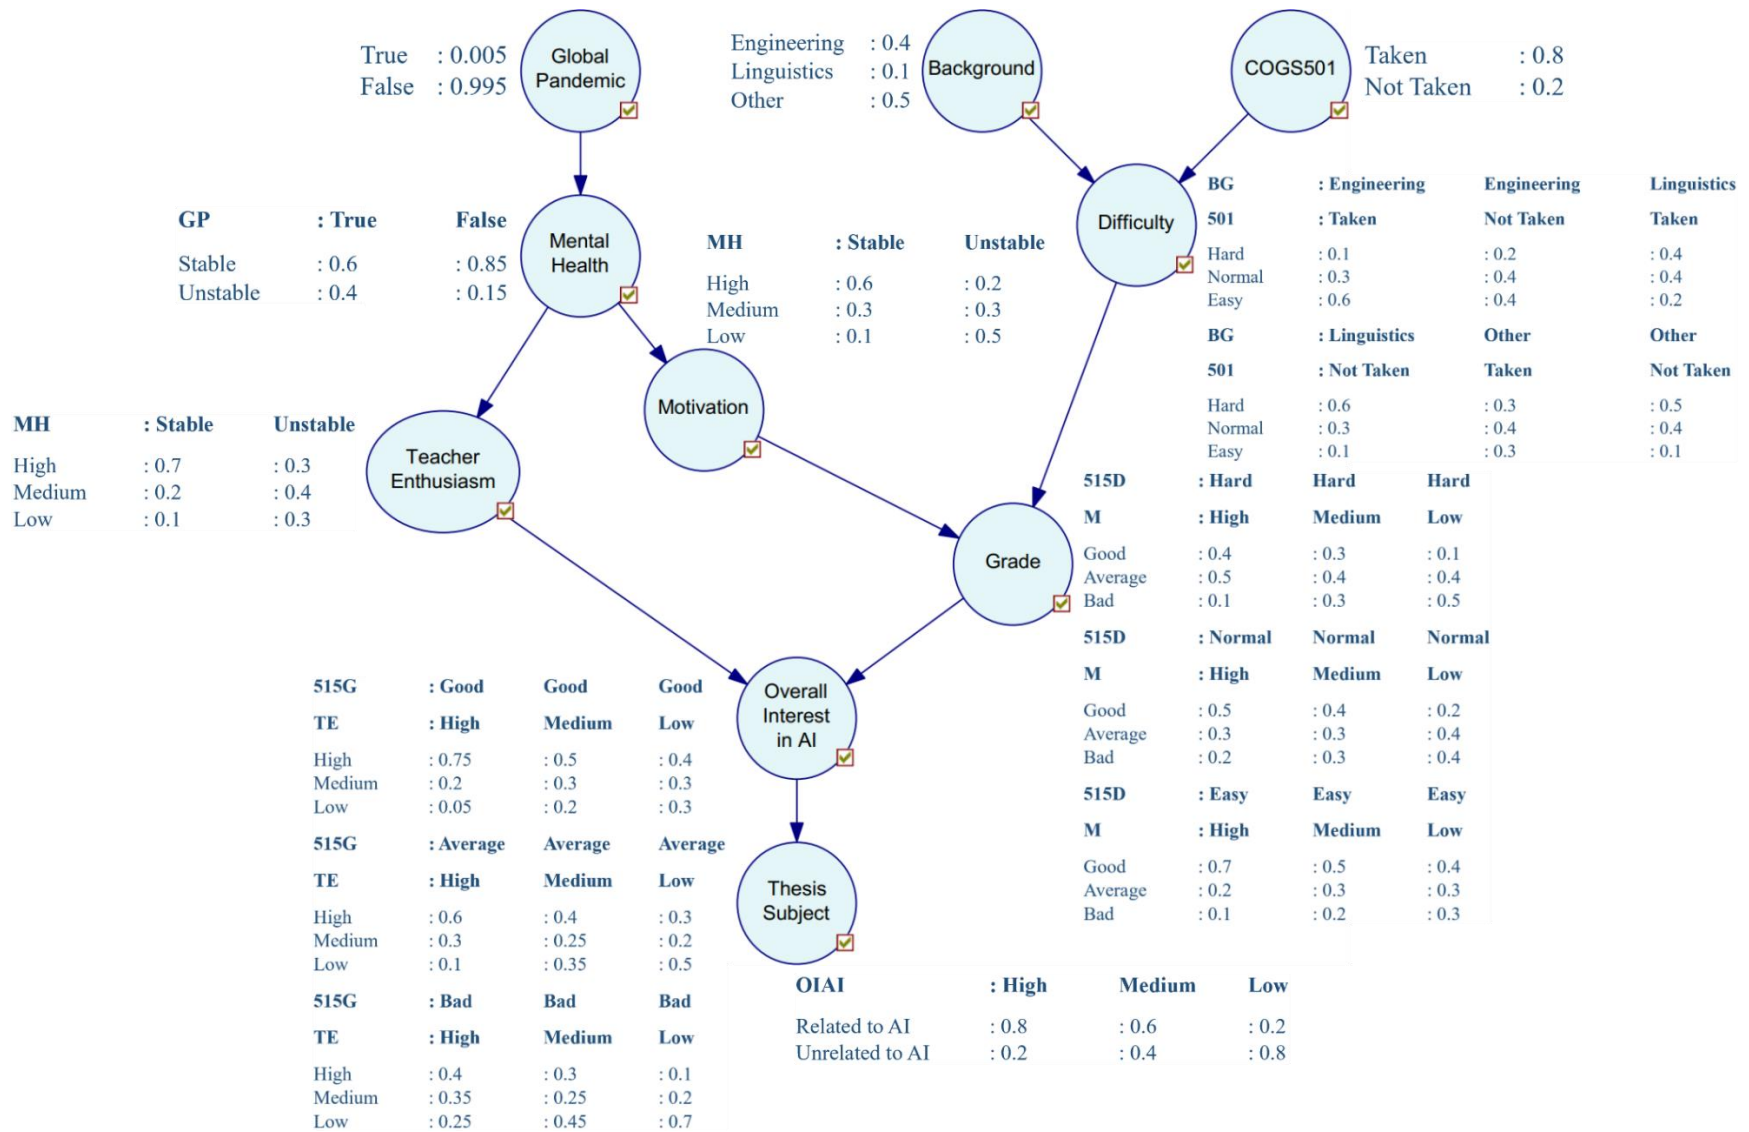 Global
Pandemic
True : 0.005
False : 0.995
Background
Engineering : 0.4
Linguistics : 0.1
Other : 0.5
COGS501
Taken : 0.8
Not Taken : 0.2
Mental
Health
GP : True False
Stable : 0.6 : 0.85
Unstable : 0.4 : 0.15
MH : Stable Unstable
High : 0.6 : 0.2
Medium : 0.3 : 0.3
Low : 0.1 : 0.5
Difficulty
BG : Engineering Engineering Linguistics
501 : Taken Not Taken Taken
Hard : 0.1 : 0.2 : 0.4
Normal : 0.3 : 0.4 : 0.4
Easy : 0.6 : 0.4 : 0.2
BG : Linguistics Other Other
501 : Not Taken Taken Not Taken
Hard : 0.6 : 0.3 : 0.5
Normal : 0.3 : 0.4 : 0.4
Easy : 0.1 : 0.3 : 0.1
Motivation
MH : Stable Unstable
High : 0.7 : 0.3
Medium : 0.2 : 0.4
Low : 0.1 : 0.3
Teacher
Enthusiasm
Grade
515D : Hard Hard Hard
M : High Medium Low
Good : 0.4 : 0.3 : 0.1
Average : 0.5 : 0.4 : 0.4
Bad : 0.1 : 0.3 : 0.5
515D : Normal Normal Normal
M : High Medium Low
Good : 0.5 : 0.4 : 0.2
Average : 0.3 : 0.3 : 0.4
Bad : 0.2 : 0.3 : 0.4
515D : Easy Easy Easy
M : High Medium Low
Good : 0.7 : 0.5 : 0.4
Average : 0.2 : 0.3 : 0.3
Bad : 0.1 : 0.2 : 0.3
Overall
Interest
in AI
515G : Good Good Good
TE : High Medium Low
High : 0.75 : 0.5 : 0.4
Medium : 0.2 : 0.3 : 0.3
Low : 0.05 : 0.2 : 0.3
515G : Average Average Average
TE : High Medium Low
High : 0.6 : 0.4 : 0.3
Medium : 0.3 : 0.25 : 0.2
Low : 0.1 : 0.35 : 0.5
515G : Bad Bad Bad
TE : High Medium Low
High : 0.4 : 0.3 : 0.1
Medium : 0.35 : 0.25 : 0.2
Low : 0.25 : 0.45 : 0.7
Thesis
Subject
OIAI : High Medium Low
Related to AI : 0.8 : 0.6 : 0.2
Unrelated to AI : 0.2 : 0.4 : 0.8